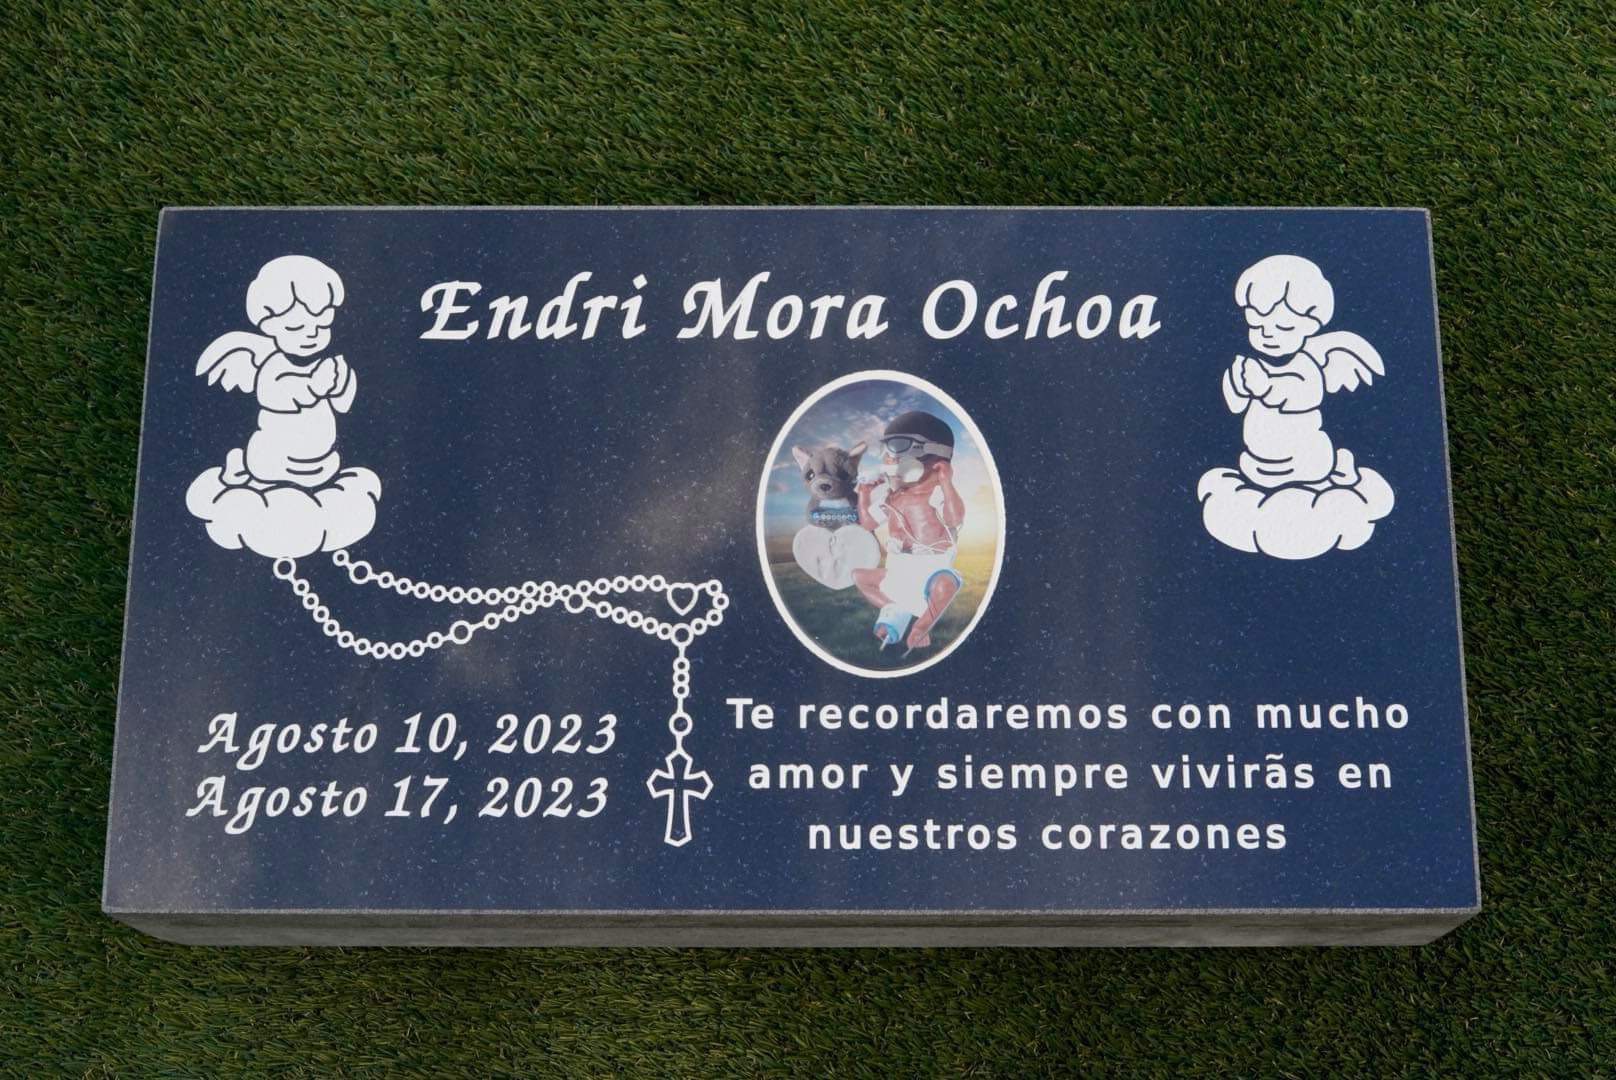 Endri Mora Ochoa
Agosto 10, 2023
Agosto 17, 2023
Te recordaremos con mucho
amor y siempre vivirãs en
nuestros corazones